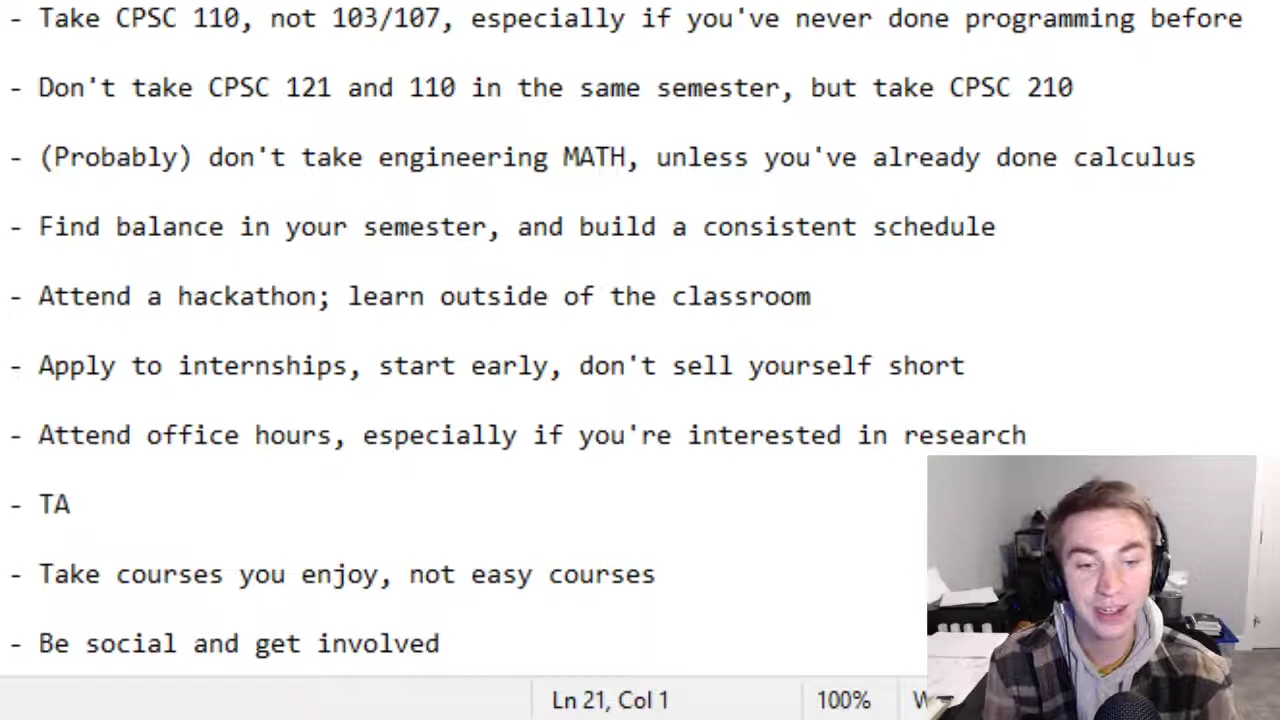 - Take CPSC 110, not 103/107, especially if you've never done programming before
- Don't take CPSC 121 and 110 in the same semester, but take CPSC 210
- (Probably) don't take engineering MATH, unless you've already done calculus
- Find balance in your semester, and build a consistent schedule
- Attend a hackathon; learn outside of the classroom
- Apply to internships, start early, don't sell yourself short
- Attend office hours, especially if you're interested in research
- TA
- Take courses you enjoy, not easy courses
- Be social and get involved
Ln 21, Col 1 100%